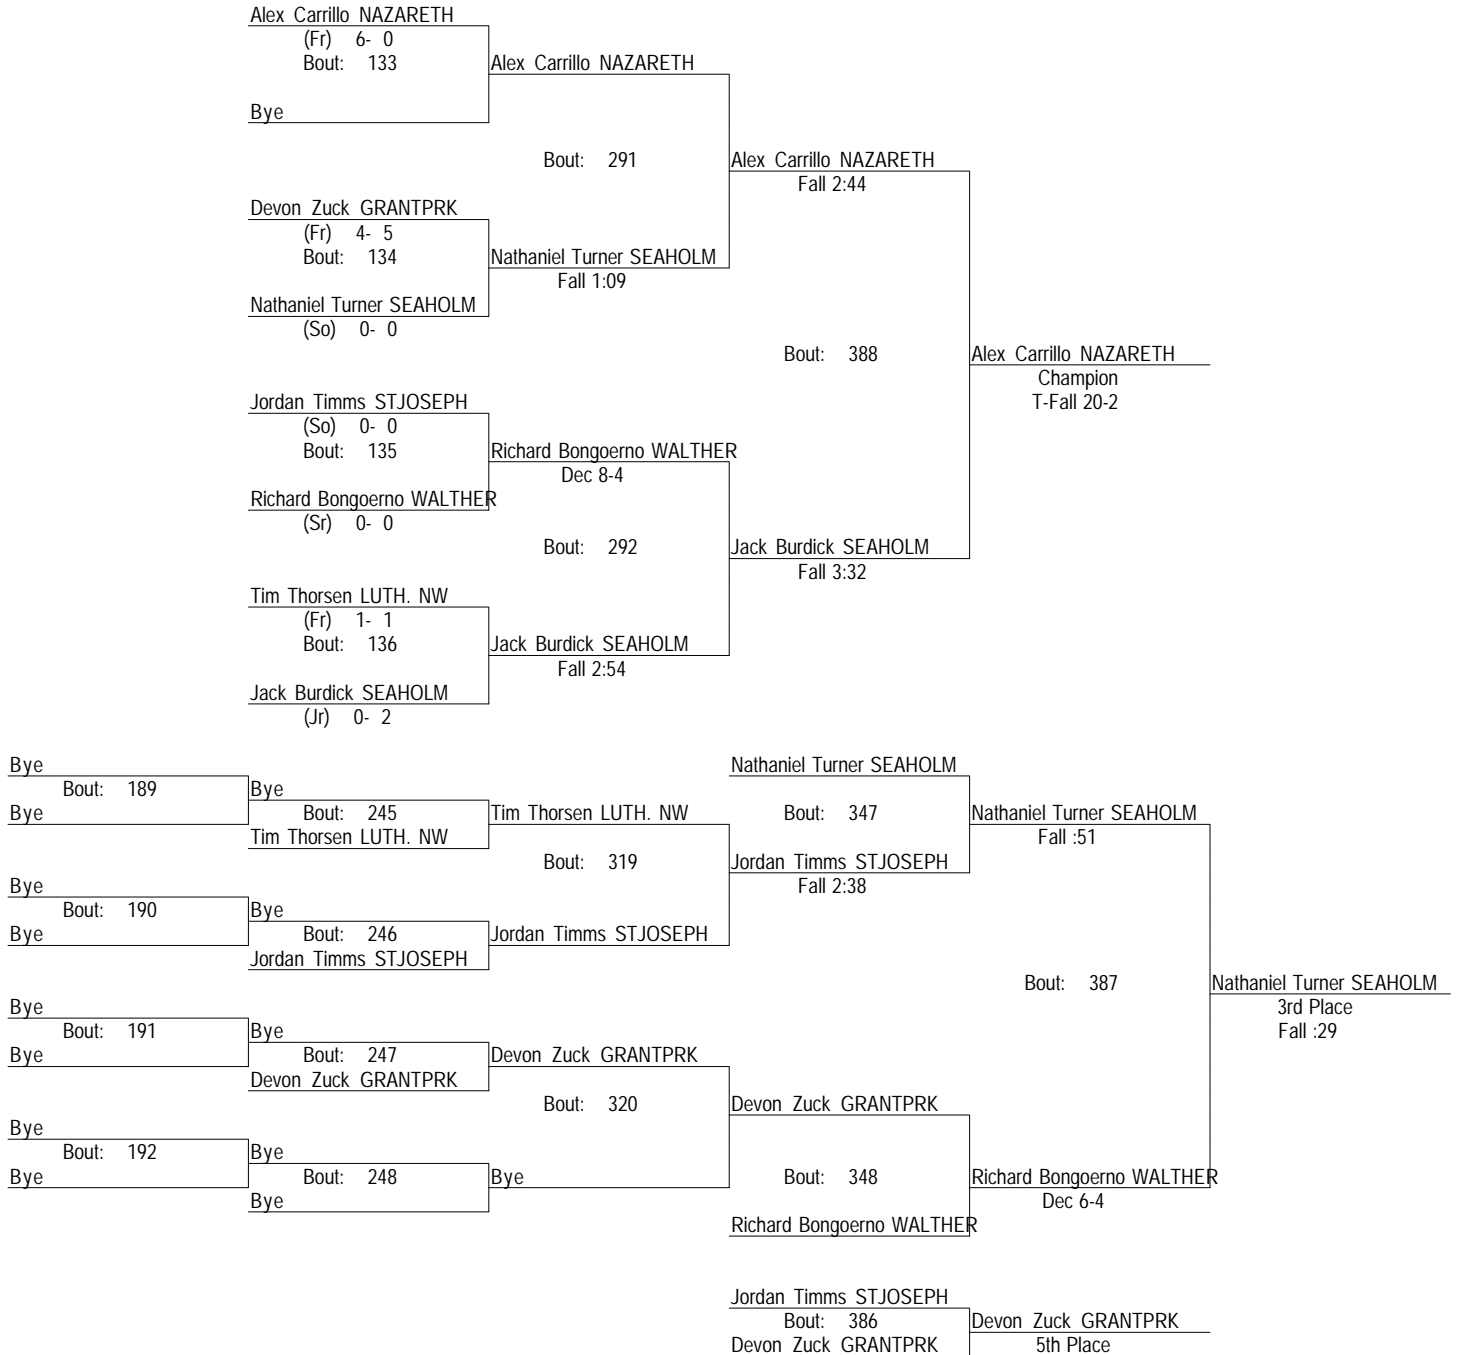 Alex Carrillo NAZARETH
(Fr) 6- 0
Bout: 133
Alex Carrillo NAZARETH
Bye
Bout: 291
Alex Carrillo NAZARETH
Fall 2:44
Devon Zuck GRANTPRK
(Fr) 4- 5
Bout: 134
Nathaniel Turner SEAHOLM
Fall 1:09
Nathaniel Turner SEAHOLM
(So) 0- 0
Bout: 388
Alex Carrillo NAZARETH
Champion
T-Fall 20-2
Jordan Timms STJOSEPH
(So) 0- 0
Bout: 135
Richard Bongoerno WALTHER
Dec 8-4
Richard Bongoerno WALTHER
(Sr) 0- 0
Bout: 292
Jack Burdick SEAHOLM
Fall 3:32
Tim Thorsen LUTH. NW
(Fr) 1- 1
Bout: 136
Jack Burdick SEAHOLM
Fall 2:54
Jack Burdick SEAHOLM
(Jr) 0- 2
Bye
Nathaniel Turner SEAHOLM
Bout: 189
Bye
Bye
Bout: 245
Tim Thorsen LUTH. NW
Bout: 347
Nathaniel Turner SEAHOLM
Tim Thorsen LUTH. NW
Fall :51
Bout: 319
Jordan Timms STJOSEPH
Fall 2:38
Bye
Bout: 190
Bye
Bye
Bout: 246
Jordan Timms STJOSEPH
Jordan Timms STJOSEPH
Bout: 387
Nathaniel Turner SEAHOLM
3rd Place
Fall :29
Bye
Bout: 191
Bye
Bye
Bout: 247
Devon Zuck GRANTPRK
Devon Zuck GRANTPRK
Bout: 320
Devon Zuck GRANTPRK
Bye
Bout: 192
Bye
Bye
Bout: 248
Bye
Bout: 348
Richard Bongoerno WALTHER
Bye
Dec 6-4
Richard Bongoerno WALTHER
Jordan Timms STJOSEPH
Bout: 386
Devon Zuck GRANTPRK
Devon Zuck GRANTPRK
5th Place